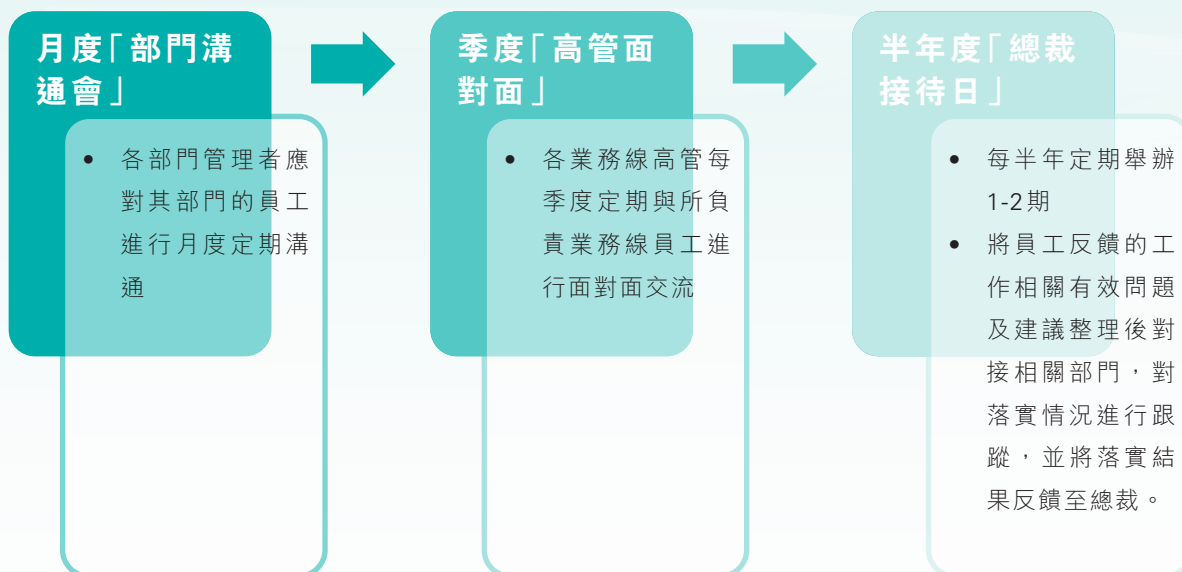 月度「部門溝
通會」
• 各部門管理者應
對其部門的員工
進行月度定期溝
通
季度「高管面
對面」
• 各業務線高管每
季度定期與所負
責業務線員工進
行面對面交流
半年度「總裁
接待日」
• 每半年定期舉辦
1-2期
• 將員工反饋的工
作相關有效問題
及建議整理後對
接相關部門，對
落實情況進行跟
蹤，並將落實結
果反饋至總裁。